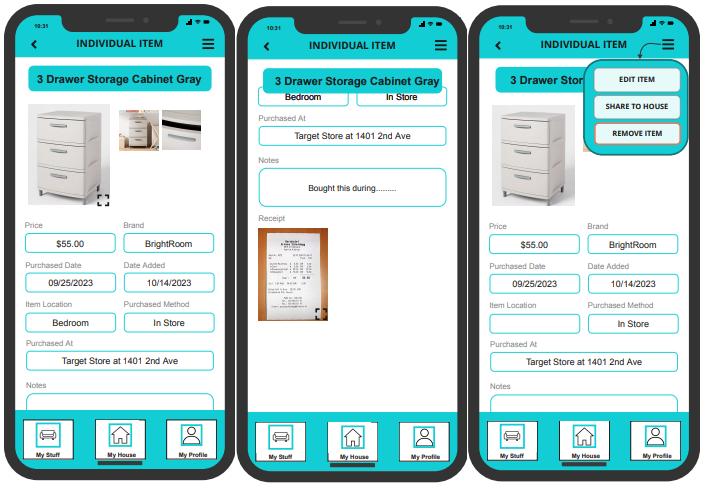 10:31
INDIVIDUAL ITEM
3 Drawer Storage Cabinet Gray
Price
Brand
$55.00
BrightRoom
Purchased Date
Date Added
09/25/2023
10/14/2023
Item Location
Purchased Method
Bedroom
In Store
Purchased At
Target Store at 1401 2nd Ave
Notes
My Stuff
My House
My Profile
10:31
INDIVIDUAL ITEM
3 Drawer Storage Cabinet Gray
Bedroom
In Store
Purchased At
Target Store at 1401 2nd Ave
Notes
Bought this during.........
Receipt
My Stuff
My House
My Profile
10:31
INDIVIDUAL ITEM
3 Drawer Stor
EDIT ITEM
SHARE TO HOUSE
REMOVE ITEM
Price
Brand
$55.00
BrightRoom
Purchased Date
Date Added
09/25/2023
10/14/2023
Item Location
Purchased Method
In Store
Purchased At
Target Store at 1401 2nd Ave
Notes
My Stuff
My House
My Profile